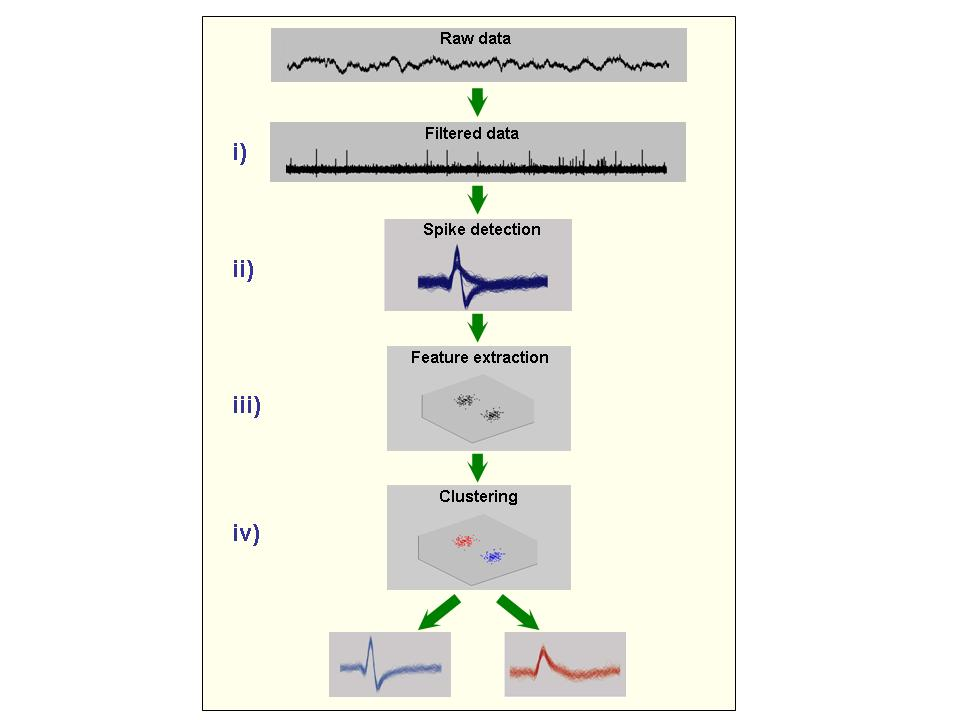 Raw data
i)
Filtered data
ii)
Spike detection
iii)
Feature extraction
iv)
Clustering